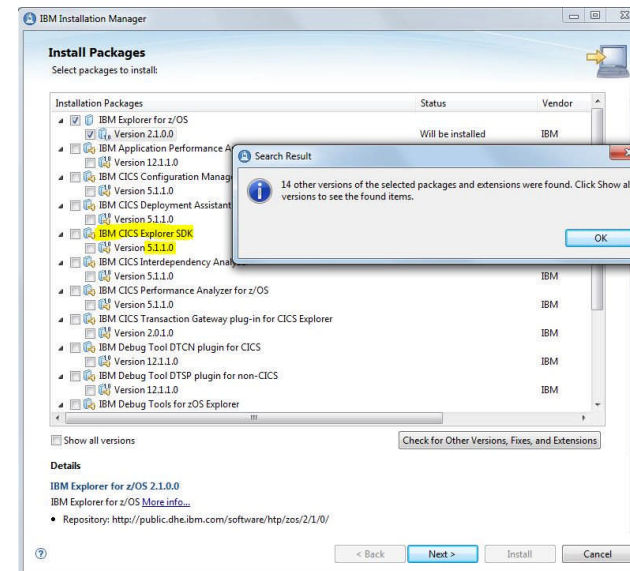 IBM Installation Manager
Install Packages
Select packages to install:
Installation Packages Status Vendor
IBM Explorer for z/OS
Version 2.1.0.0 Will be installed IBM
IBM Application Performance A
Version 12.1.1.0
IBM CICS Configuration Manag
Version 5.1.1.0
IBM CICS Deployment Assistant
Version 5.1.1.0
IBM CICS Explorer SDK
Version 5.1.1.0
IBM CICS Interdependency Analy
Version 5.1.1.0 IBM
IBM CICS Performance Analyzer for z/OS
Version 5.1.1.0 IBM
IBM CICS Transaction Gateway plug-in for CICS Explorer
Version 2.0.1.0 IBM
IBM Debug Tool DTCN plugin for CICS
Version 12.1.1.0 IBM
IBM Debug Tool DTSP plugin for non-CICS
Version 12.1.1.0 IBM
IBM Debug Tools for zOS Explorer
Search Result
14 other versions of the selected packages and extensions were found. Click Show al
versions to see the found items.
OK
Show all versions Check for Other Versions, Fixes, and Extensions
Details
IBM Explorer for z/OS 2.1.0.0
IBM Explorer for z/OS More info...
• Repository: http://public.dhe.ibm.com/software/htp/zos/2/1/0/
? < Back Next > Install Cancel